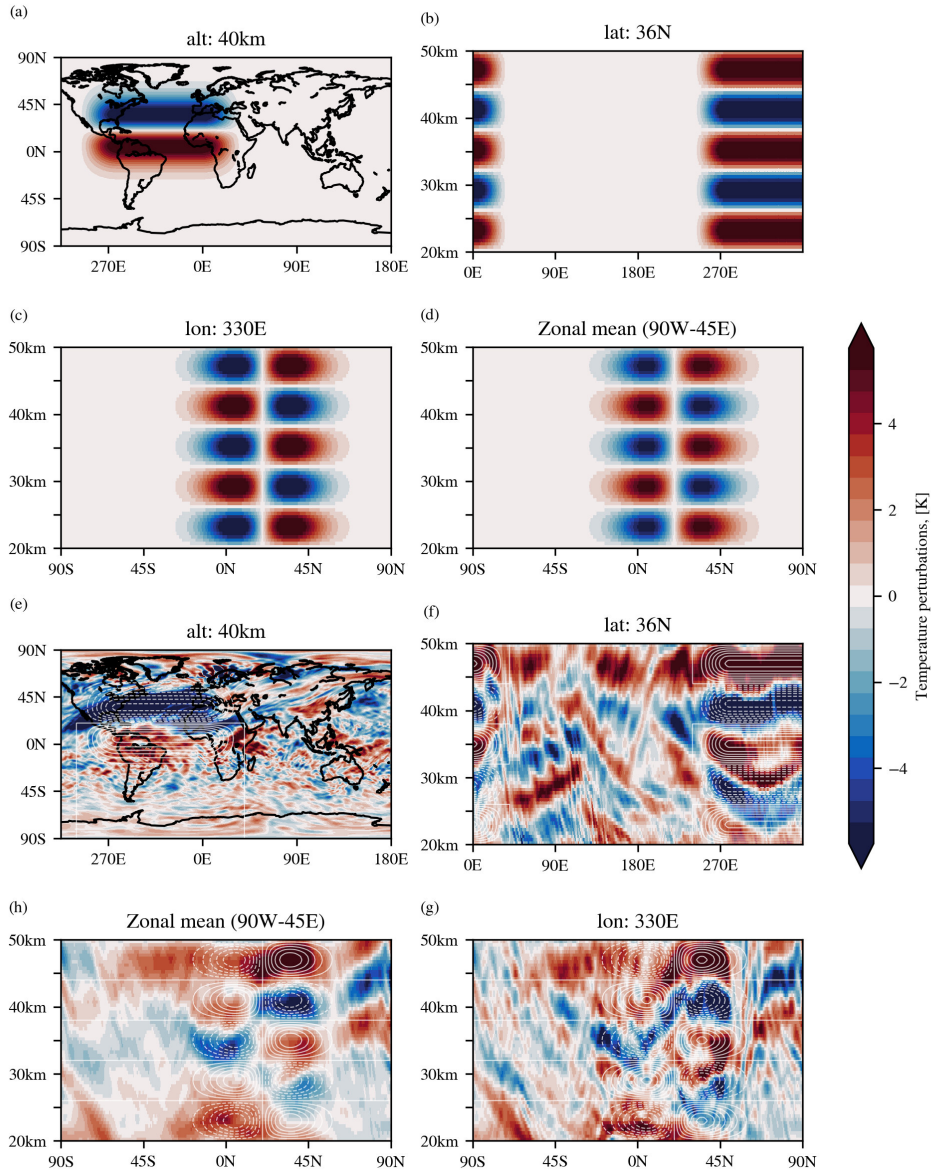 (a)
alt: 40km
90N
45N
0N
45S
90S
270E 0E 90E 180E
(b)
lat: 36N
50km
40km
30km
20km
0E 90E 180E 270E
(c)
lon: 330E
50km
40km
30km
20km
90S 45S 0N 45N 90N
(d)
Zonal mean (90W-45E)
50km
40km
30km
20km
90S 45S 0N 45N 90N
4
2
0
−2
−4
Temperature perturbations, [K]
(e)
alt: 40km
90N
45N
0N
45S
90S
270E 0E 90E 180E
(f)
lat: 36N
50km
40km
30km
20km
0E 90E 180E 270E
(h)
Zonal mean (90W-45E)
50km
40km
30km
20km
90S 45S 0N 45N 90N
(g)
lon: 330E
50km
40km
30km
20km
90S 45S 0N 45N 90N